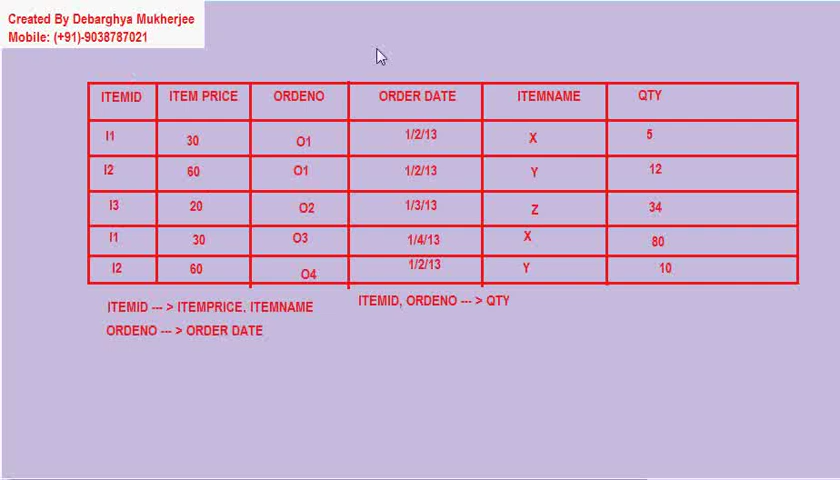 Created By Debarghya Mukherjee
Mobile: (+91)-9038787021
ITEMID ITEM PRICE ORDENO ORDER DATE ITEMNAME QTY
I1 30 O1 1/2/13 X 5
I2 60 O1 1/2/13 Y 12
I3 20 O2 1/3/13 Z 34
I1 30 O3 1/4/13 X 80
I2 60 O4 1/2/13 Y 10
ITEMID --- > ITEMPRICE, ITEMNAME ITEMID, ORDENO --- > QTY
ORDENO --- > ORDER DATE